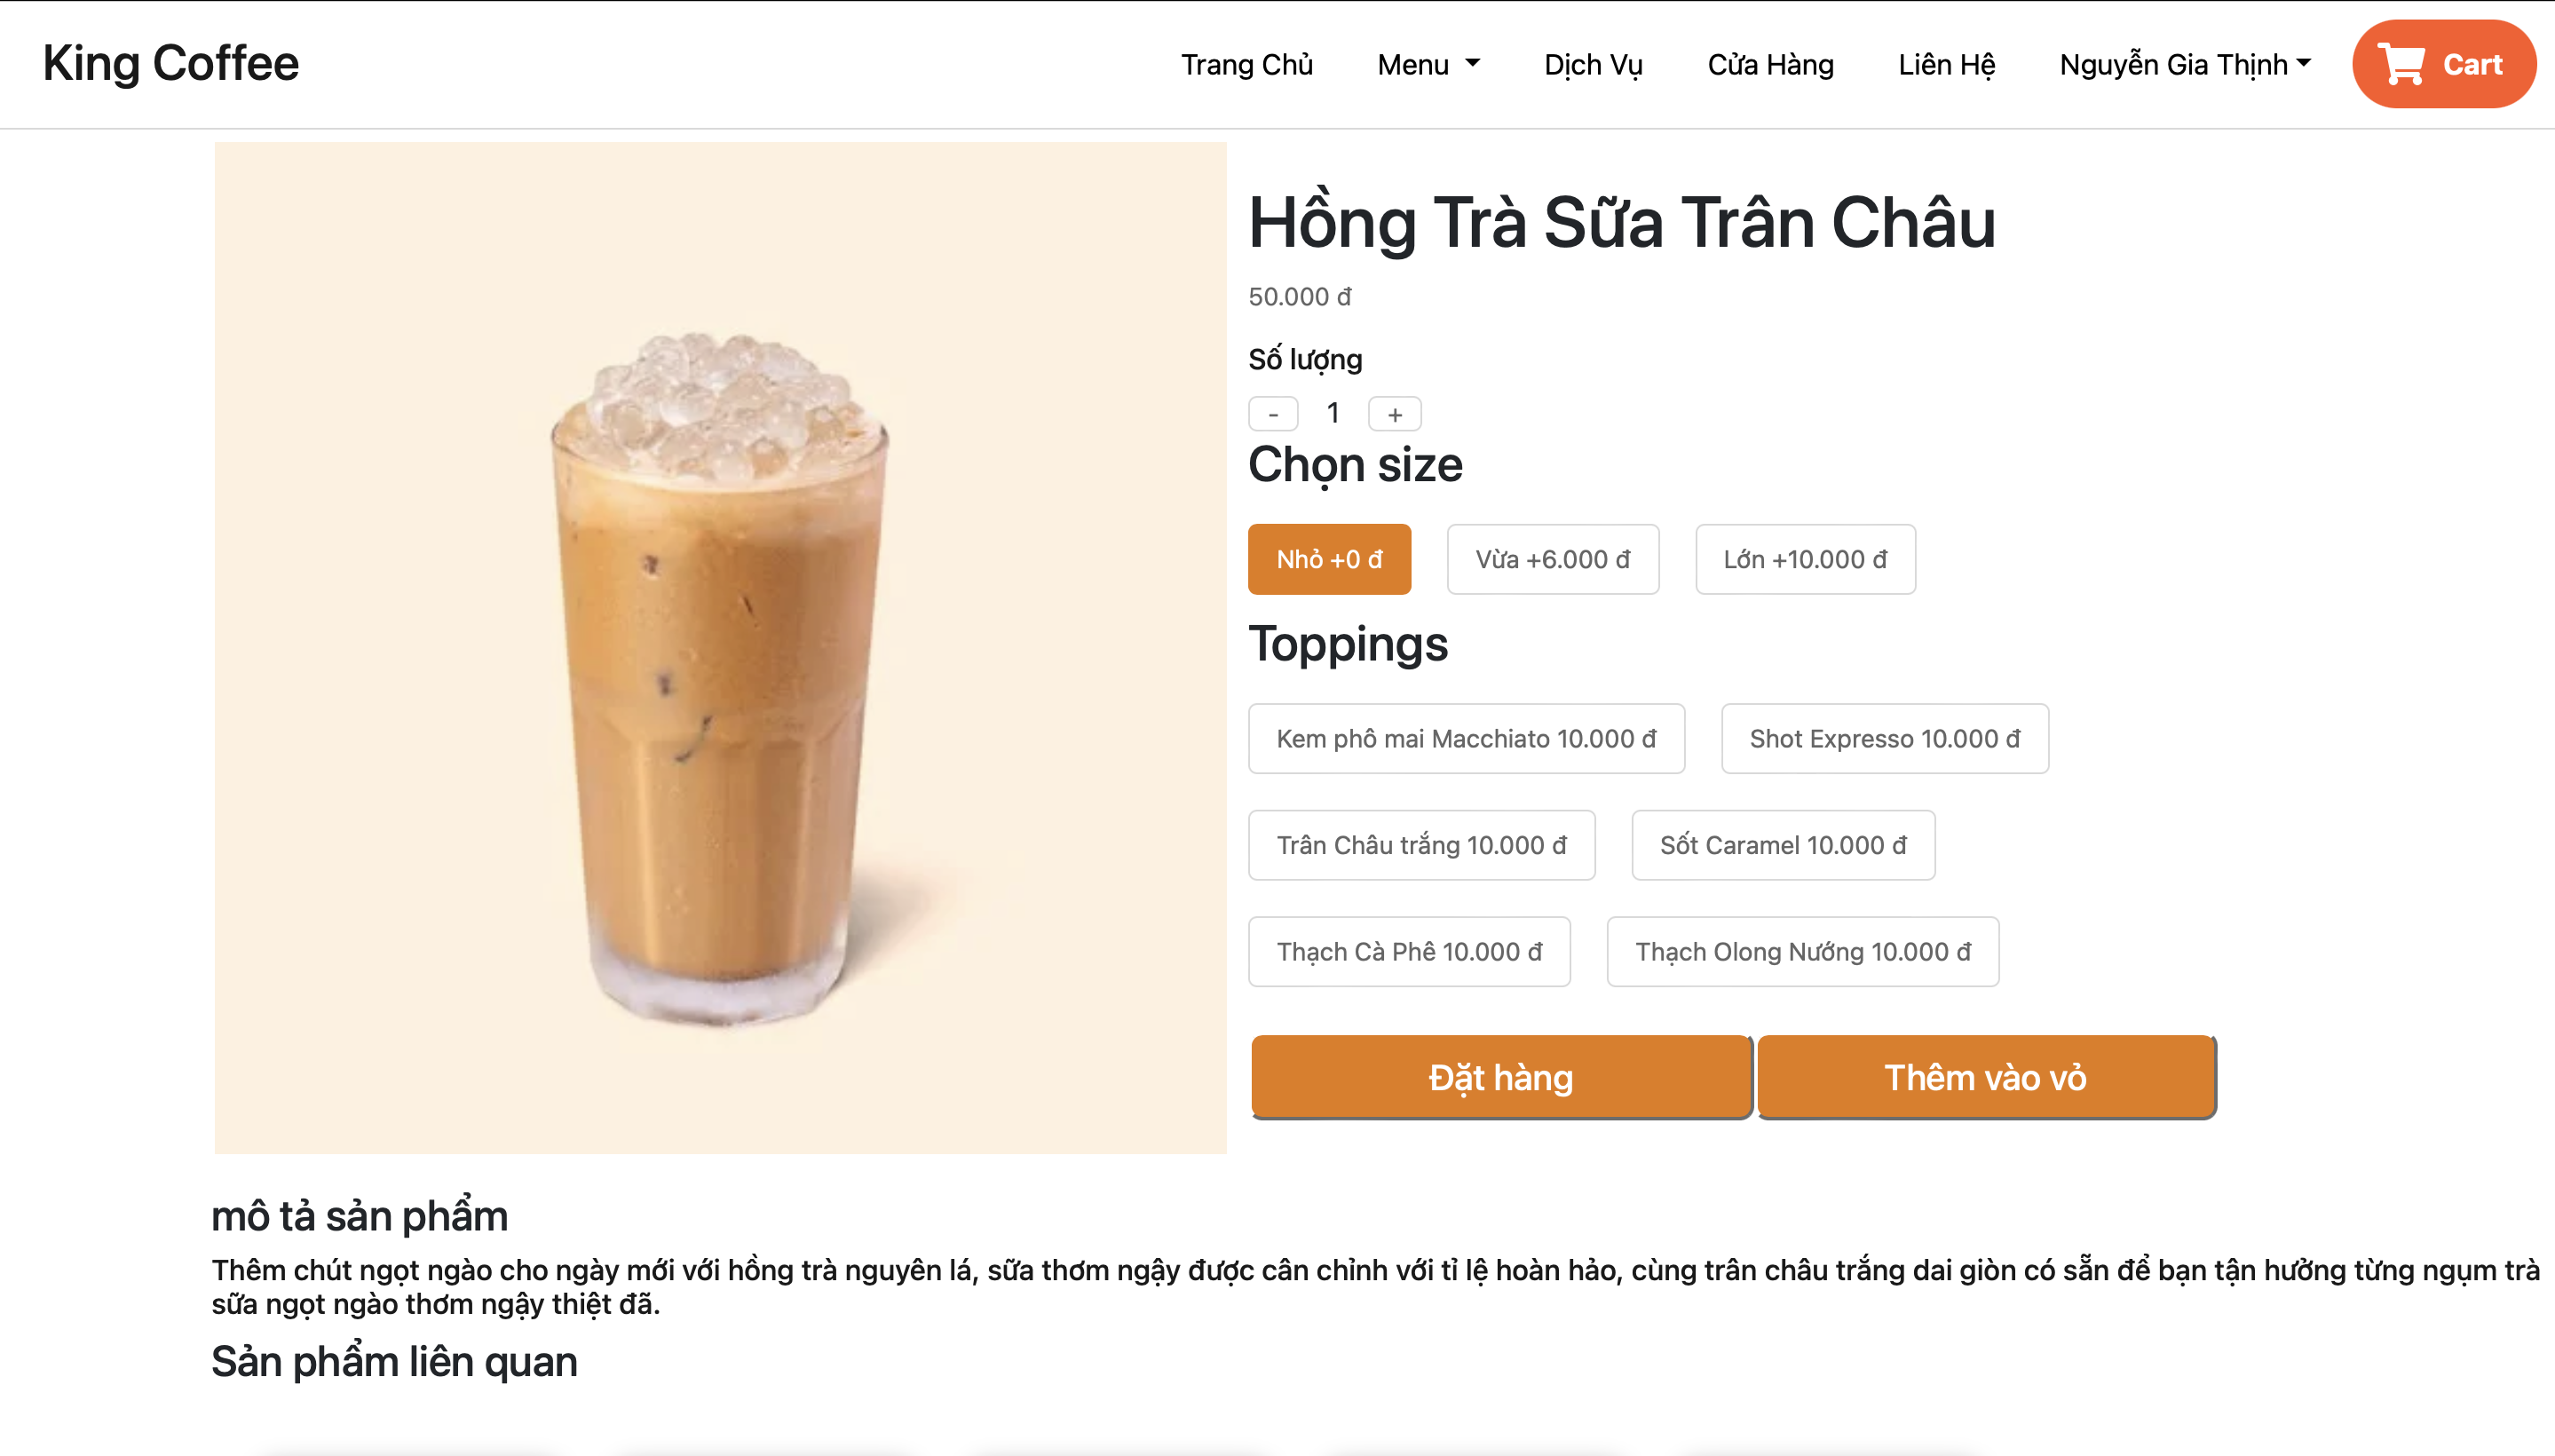 King Coffee
Trang Chủ Menu Dịch Vụ Cửa Hàng Liên Hệ Nguyễn Gia Thịnh Cart
Hồng Trà Sữa Trân Châu
50.000 đ
Số lượng
- 1 +
Chọn size
Nhỏ +0 đ Vừa +6.000 đ Lớn +10.000 đ
Toppings
Kem phô mai Macchiato 10.000 đ Shot Expresso 10.000 đ
Trân Châu trắng 10.000 đ Sốt Caramel 10.000 đ
Thạch Cà Phê 10.000 đ Thạch Olong Nướng 10.000 đ
Đặt hàng Thêm vào vỏ
mô tả sản phẩm
Thêm chút ngọt ngào cho ngày mới với hồng trà nguyên lá, sữa thơm ngậy được cân chỉnh với tỉ lệ hoàn hảo, cùng trân châu trắng dai giòn có sẵn để bạn tận hưởng từng ngụm trà
sữa ngọt ngào thơm ngậy thiệt đã.
Sản phẩm liên quan